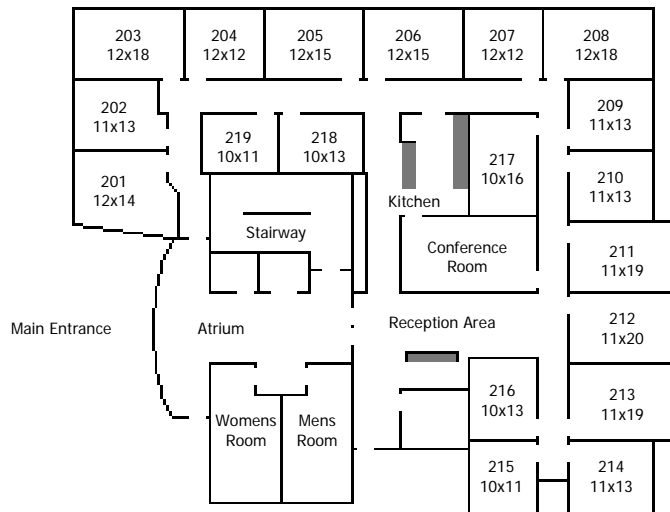 203
12x18
204
12x12
205
12x15
206
12x15
207
12x12
208
12x18
202
11x13
209
11x13
219
10x11
218
10x13
217
10x16
201
12x14
210
11x13
Kitchen
Stairway
Conference
Room
211
11x19
Main Entrance
Atrium
Reception Area
212
11x20
216
10x13
213
11x19
Womens
Room
Mens
Room
215
10x11
214
11x13